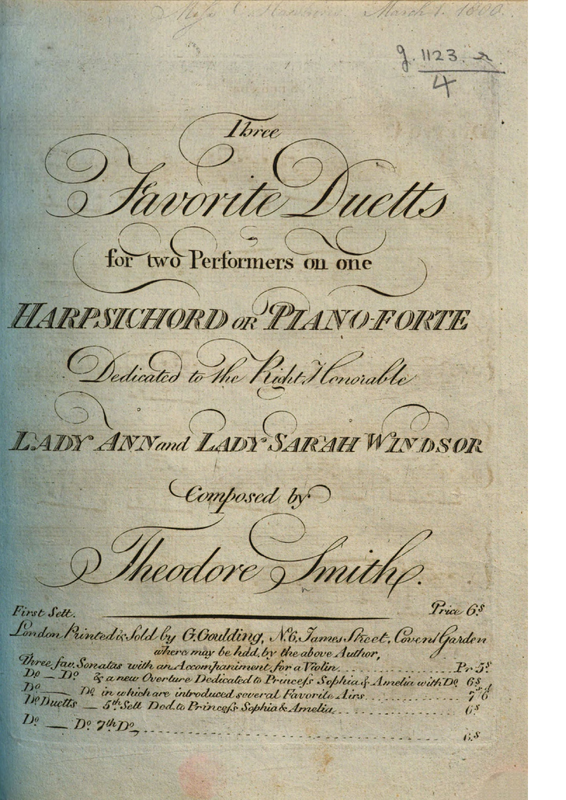 March 1. 1800.
g. 1123. r
4
Three
Favorite Duetts
for two Performers on one
HARPSICHORD OR PIANO-FORTE
Dedicated to the Right Honorable
LADY ANN and LADY SARAH WINDSOR
Composed by
Theodore Smith.
First Sett. Price 6s
London Printed & Sold by G. Goulding, No. 6, James Street, Covent Garden
where may be had, by the above Author,
Three fav. Sonatas with an Accompaniment, for a Violin Pr. 5s
Do — Do & a new Overture Dedicated to Princess Sophia & Amelia with Do 6s
Do — Do in which are introduced several Favorite Airs 7s 6d
Do Duetts — 5th Sett Ded. to Princess Sophia & Amelia 6s
Do — Do 7th Do 6s